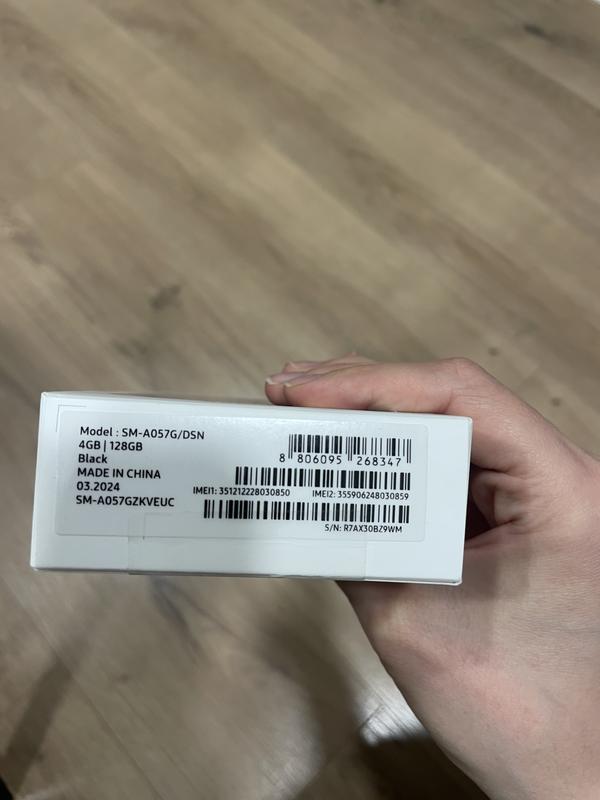 Model : SM-A057G/DSN
4GB | 128GB
Black
MADE IN CHINA
03.2024
SM-A057GZKVEUC
8 806095 268347
IMEI1: 351212228030850 IMEI2: 355906248030859
S/N: R7AX30BZ9WM